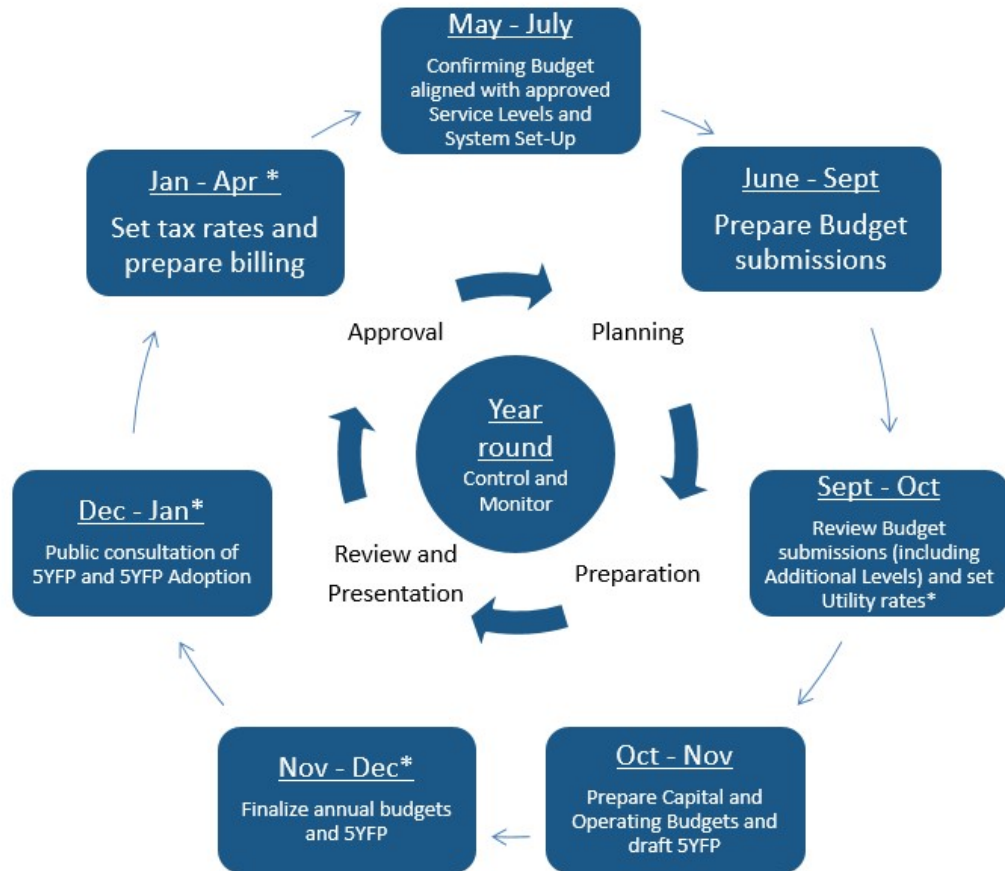 May - July
Confirming Budget
aligned with approved
Service Levels and
System Set-Up
June - Sept
Prepare Budget
submissions
Sept - Oct
Review Budget
submissions (including
Additional Levels) and set
Utility rates*
Oct - Nov
Prepare Capital and
Operating Budgets and
draft 5YFP
Nov - Dec*
Finalize annual budgets
and 5YFP
Dec - Jan*
Public consultation of
5YFP and 5YFP Adoption
Jan - Apr *
Set tax rates and
prepare billing
Approval
Planning
Preparation
Review and
Presentation
Year
round
Control and
Monitor